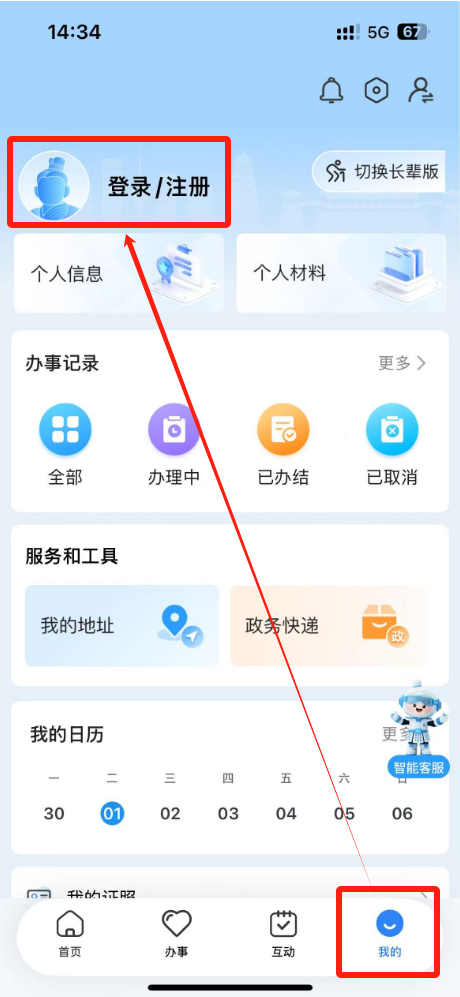 14:34 5G 67
切换长辈版
登录/注册
个人信息 个人材料
办事记录 更多
全部 办理中 已办结 已取消
服务和工具
我的地址 政务快递 政
我的日历
智能客服
一 二 三 四 五 六 日
30 01 02 03 04 05 06
我的证照
首页 办事 互动 我的